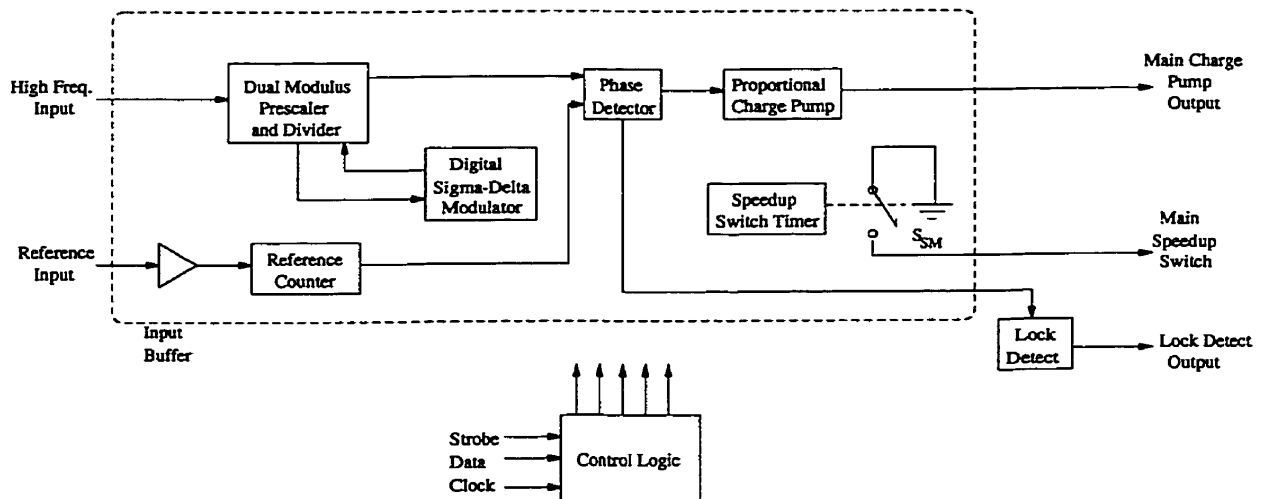 High Freq.
Input
Dual Modulus
Prescaler
and Divider
Phase
Detector
Proportional
Charge Pump
Main Charge
Pump
Output
Digital
Sigma-Delta
Modulator
Speedup
Switch Timer
S_SM
Main
Speedup
Switch
Reference
Input
Reference
Counter
Input
Buffer
Lock
Detect
Lock Detect
Output
Strobe
Data
Clock
Control Logic